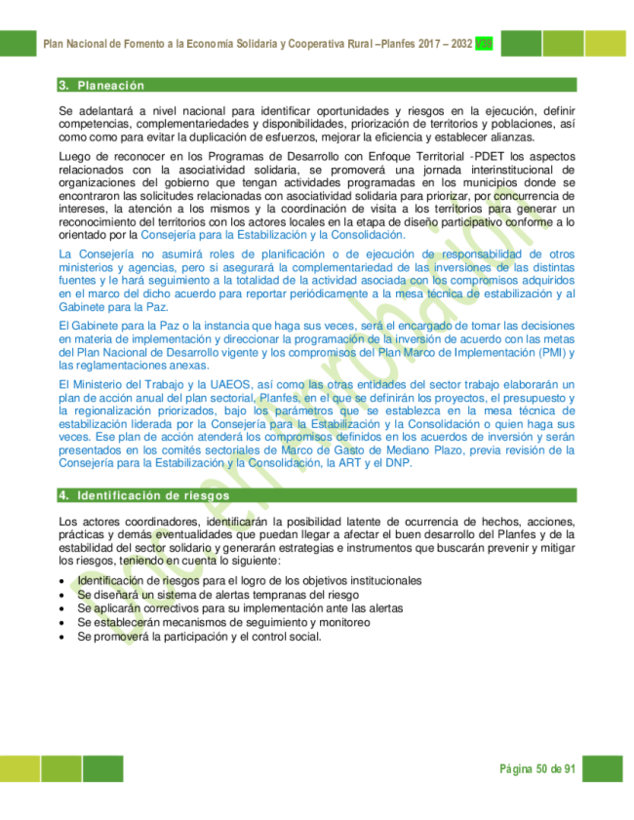 Plan Nacional de Fomento a la Economía Solidaria y Cooperativa Rural –Planfes 2017 – 2032 v39
3. Planeación
Se adelantará a nivel nacional para identificar oportunidades y riesgos en la ejecución, definir
competencias, complementariedades y disponibilidades, priorización de territorios y poblaciones, así
como como para evitar la duplicación de esfuerzos, mejorar la eficiencia y establecer alianzas.
Luego de reconocer en los Programas de Desarrollo con Enfoque Territorial -PDET los aspectos
relacionados con la asociatividad solidaria, se promoverá una jornada interinstitucional de
organizaciones del gobierno que tengan actividades programadas en los municipios donde se
encontraron las solicitudes relacionadas con asociatividad solidaria para priorizar, por concurrencia de
intereses, la atención a los mismos y la coordinación de visita a los territorios para generar un
reconocimiento del territorios con los actores locales en la etapa de diseño participativo conforme a lo
orientado por la Consejería para la Estabilización y la Consolidación.
La Consejería no asumirá roles de planificación o de ejecución de responsabilidad de otros
ministerios y agencias, pero si asegurará la complementariedad de las inversiones de las distintas
fuentes y le hará seguimiento a la totalidad de la actividad asociada con los compromisos adquiridos
en el marco del dicho acuerdo para reportar periódicamente a la mesa técnica de estabilización y al
Gabinete para la Paz.
El Gabinete para la Paz o la instancia que haga sus veces, será el encargado de tomar las decisiones
en materia de implementación y direccionar la programación de la inversión de acuerdo con las metas
del Plan Nacional de Desarrollo vigente y los compromisos del Plan Marco de Implementación (PMI) y
las reglamentaciones anexas.
El Ministerio del Trabajo y la UAEOS, así como las otras entidades del sector trabajo elaborarán un
plan de acción anual del plan sectorial, Planfes, en el que se definirán los proyectos, el presupuesto y
la regionalización priorizados, bajo los parámetros que se establezca en la mesa técnica de
estabilización liderada por la Consejería para la Estabilización y la Consolidación o quien haga sus
veces. Ese plan de acción atenderá los compromisos definidos en los acuerdos de inversión y serán
presentados en los comités sectoriales de Marco de Gasto de Mediano Plazo, previa revisión de la
Consejería para la Estabilización y la Consolidación, la ART y el DNP.
4. Identificación de riesgos
Los actores coordinadores, identificarán la posibilidad latente de ocurrencia de hechos, acciones,
prácticas y demás eventualidades que puedan llegar a afectar el buen desarrollo del Planfes y de la
estabilidad del sector solidario y generarán estrategias e instrumentos que buscarán prevenir y mitigar
los riesgos, teniendo en cuenta lo siguiente:
• Identificación de riesgos para el logro de los objetivos institucionales
• Se diseñará un sistema de alertas tempranas del riesgo
• Se aplicarán correctivos para su implementación ante las alertas
• Se establecerán mecanismos de seguimiento y monitoreo
• Se promoverá la participación y el control social.
Doc. en Aprobación
Página 50 de 91